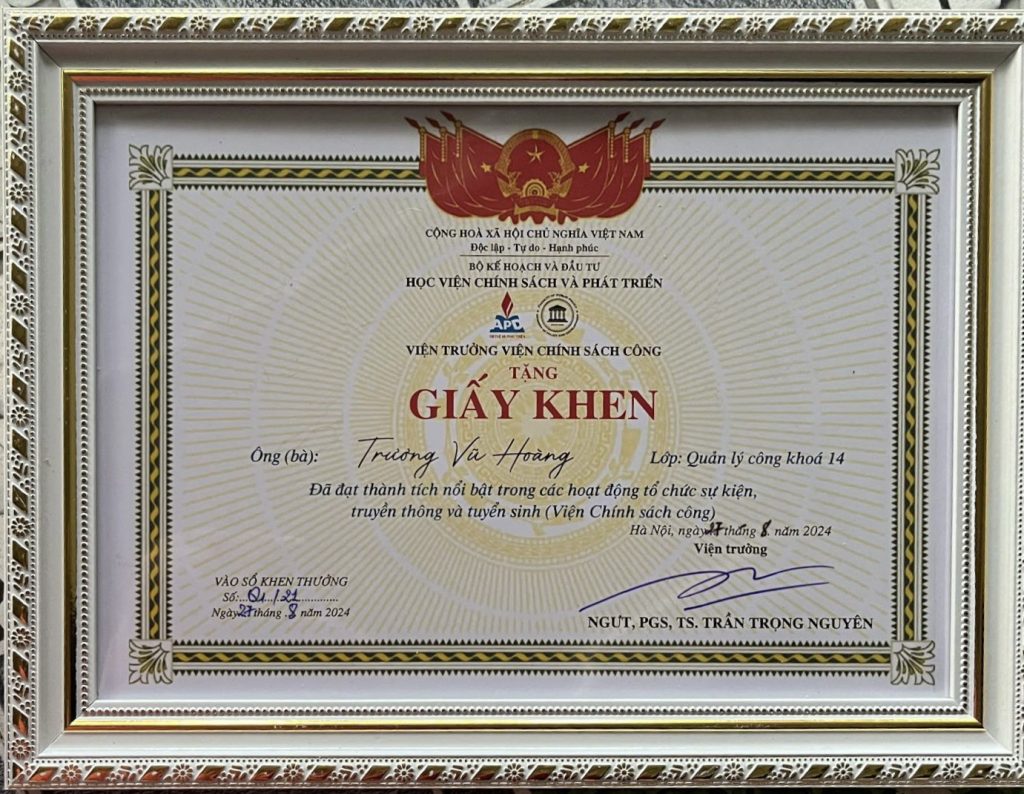 CỘNG HOÀ XÃ HỘI CHỦ NGHĨA VIỆT NAM
Độc lập - Tự do - Hạnh phúc
BỘ KẾ HOẠCH VÀ ĐẦU TƯ
HỌC VIỆN CHÍNH SÁCH VÀ PHÁT TRIỂN
APD
VIỆN TRƯỞNG VIỆN CHÍNH SÁCH CÔNG
TẶNG
GIẤY KHEN
Ông (bà): Trương Vũ Hoàng Lớp: Quản lý công khoá 14
Đã đạt thành tích nổi bật trong các hoạt động tổ chức sự kiện,
truyền thông và tuyển sinh (Viện Chính sách công)
Hà Nội, ngày 27 tháng 8 năm 2024
Viện trưởng
VÀO SỔ KHEN THƯỞNG
Số:...01/21............
Ngày 27 tháng .8 năm 2024
NGƯT, PGS, TS. TRẦN TRỌNG NGUYÊN